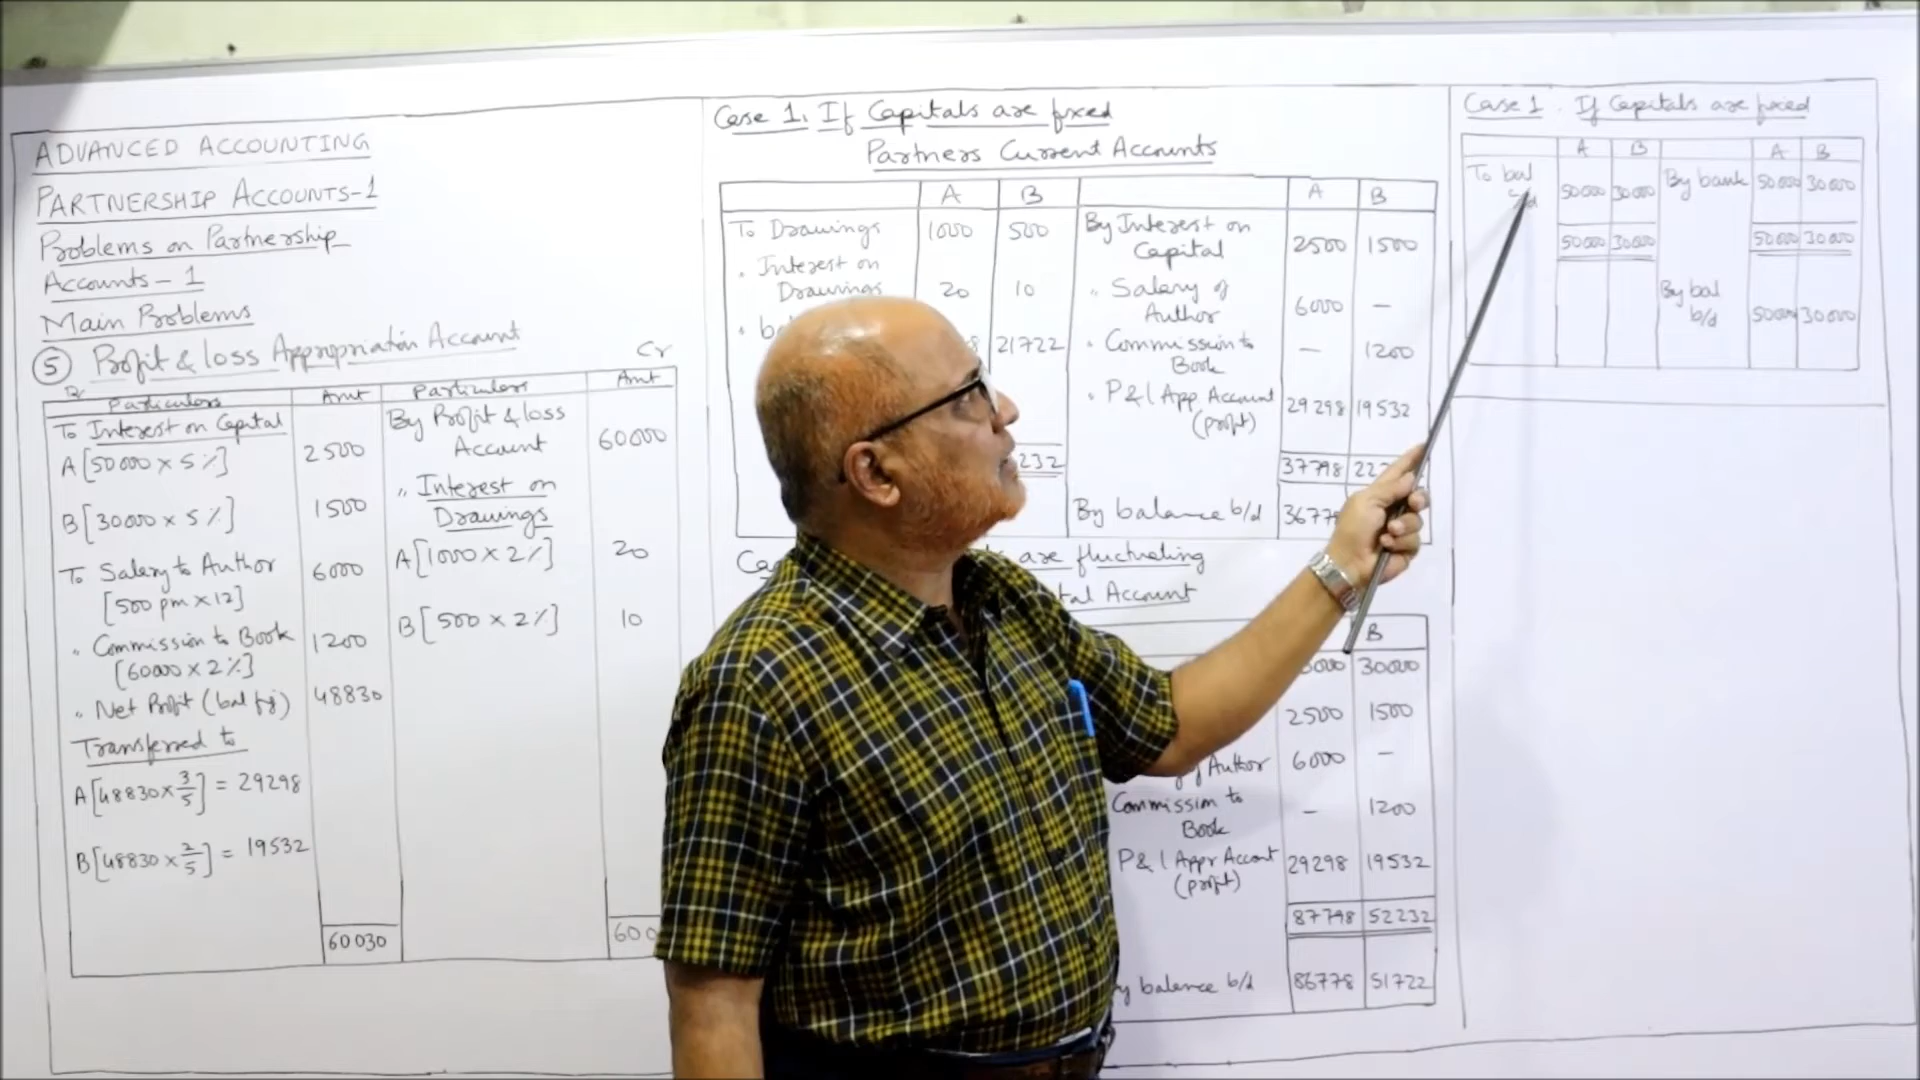 ADVANCED ACCOUNTING
PARTNERSHIP ACCOUNTS-1
Problems on Partnership
Accounts-1
Main Problems
5 Profit & loss Appropriation Account
Cr
Particulars Amt Particulars Amt
To Interest on Capital
A[50000×5%] 2500
B[30000×5%] 1500
To Salary to Author 6000
[500 pm×12]
" Commission to Book 1200
[60000×2%]
" Net Profit (bal fig) 48830
Transferred to
A[48830×3/5] = 29298
B[48830×2/5] = 19532
60030
By Profit & loss
Account 60000
" Interest on
Drawings
A[1000×2%] 20
B[500×2%] 10
600
Case 1. If Capitals are fixed
Partners Current Accounts
A B A B
To Drawings 1000 500
" Interest on
Drawings 20 10
21722
232
By Interest on
Capital 2500 1500
" Salary of
Author 6000 -
" Commission to
Book - 1200
" P & l App. Account 29298 19532
(profit)
37798
By balance b/d
are fluctuating
Account
B
30000
2500 1500
Author 6000 -
Commission to
Book - 1200
P & l Appr Account 29298 19532
(profit)
87798 52232
balance b/d 86778 51722
Case 1. If Capitals are fixed
A B A B
To bal 50000 30000 By bank 50000 30000
50000 30000 50000 30000
By bal
b/d 50000 30000